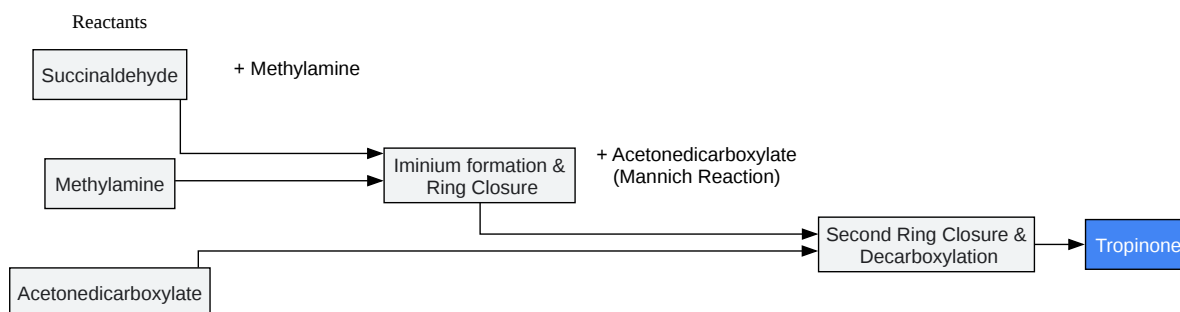 Reactants
Succinaldehyde
+ Methylamine
Methylamine
Iminium formation &
Ring Closure
+ Acetonedicarboxylate
(Mannich Reaction)
Second Ring Closure &
Decarboxylation
Tropinone
Acetonedicarboxylate